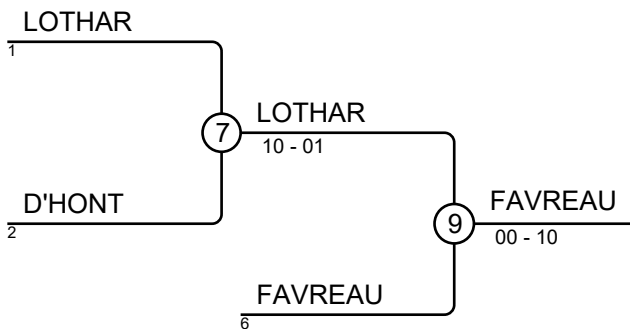 LOTHAR
1
7
LOTHAR
10 - 01
D'HONT
2
9
FAVREAU
00 - 10
FAVREAU
6